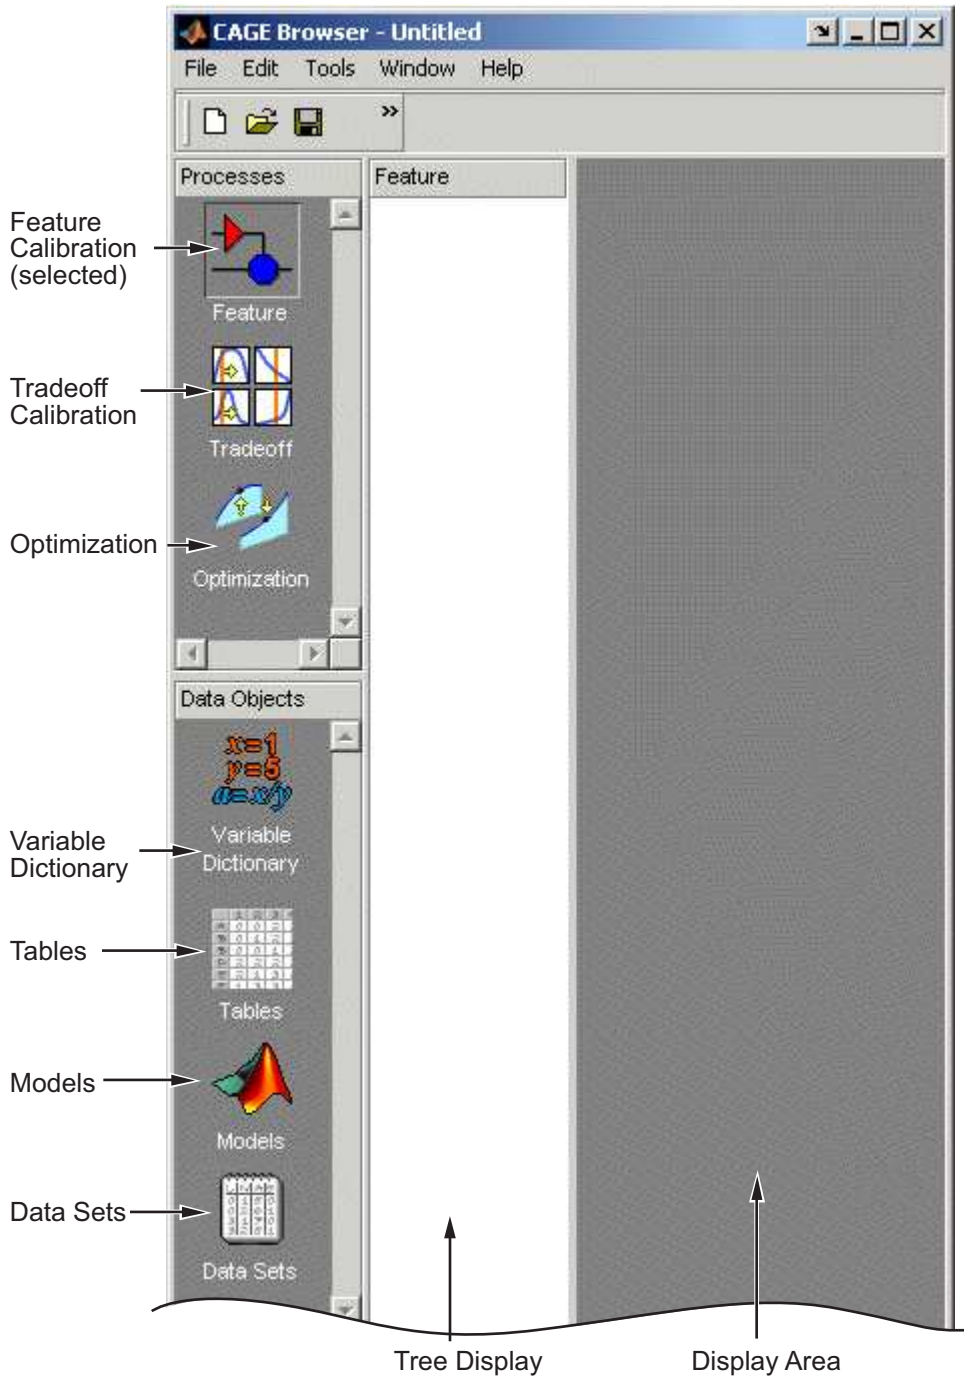 CAGE Browser - Untitled
File Edit Tools Window Help
»
Processes
Feature
Feature
Calibration
(selected)
Feature
Tradeoff
Calibration
Tradeoff
Optimization
Optimization
Data Objects
x=1
y=5
a=x/y
Variable
Dictionary
Variable
Dictionary
Tables
Tables
Models
Models
Data Sets
Data Sets
Tree Display
Display Area